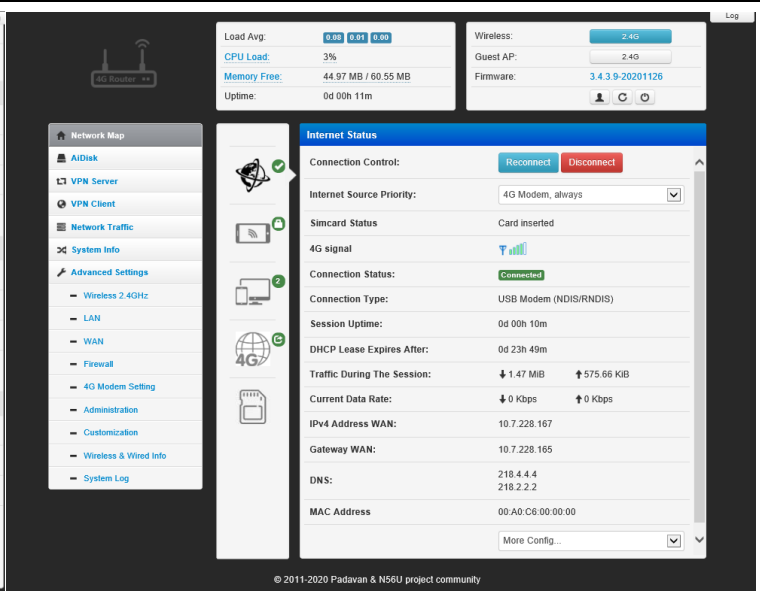 Log
4G Router
Load Avg: 0.08 0.01 0.00
CPU Load: 3%
Memory Free: 44.97 MB / 60.55 MB
Uptime: 0d 00h 11m
Wireless: 2.4G
Guest AP: 2.4G
Firmware: 3.4.3.9-20201126
Network Map
AiDisk
VPN Server
VPN Client
Network Traffic
System Info
Advanced Settings
Wireless 2.4GHz
LAN
WAN
Firewall
4G Modem Setting
Administration
Customization
Wireless & Wired Info
System Log
2
4G
Internet Status
Connection Control: Reconnect Disconnect
Internet Source Priority: 4G Modem, always
Simcard Status Card inserted
4G signal
Connection Status: Connected
Connection Type: USB Modem (NDIS/RNDIS)
Session Uptime: 0d 00h 10m
DHCP Lease Expires After: 0d 23h 49m
Traffic During The Session: 1.47 MiB 575.66 KiB
Current Data Rate: 0 Kbps 0 Kbps
IPv4 Address WAN: 10.7.228.167
Gateway WAN: 10.7.228.165
DNS: 218.4.4.4
218.2.2.2
MAC Address 00:A0:C6:00:00:00
More Config...
© 2011-2020 Padavan & N56U project community